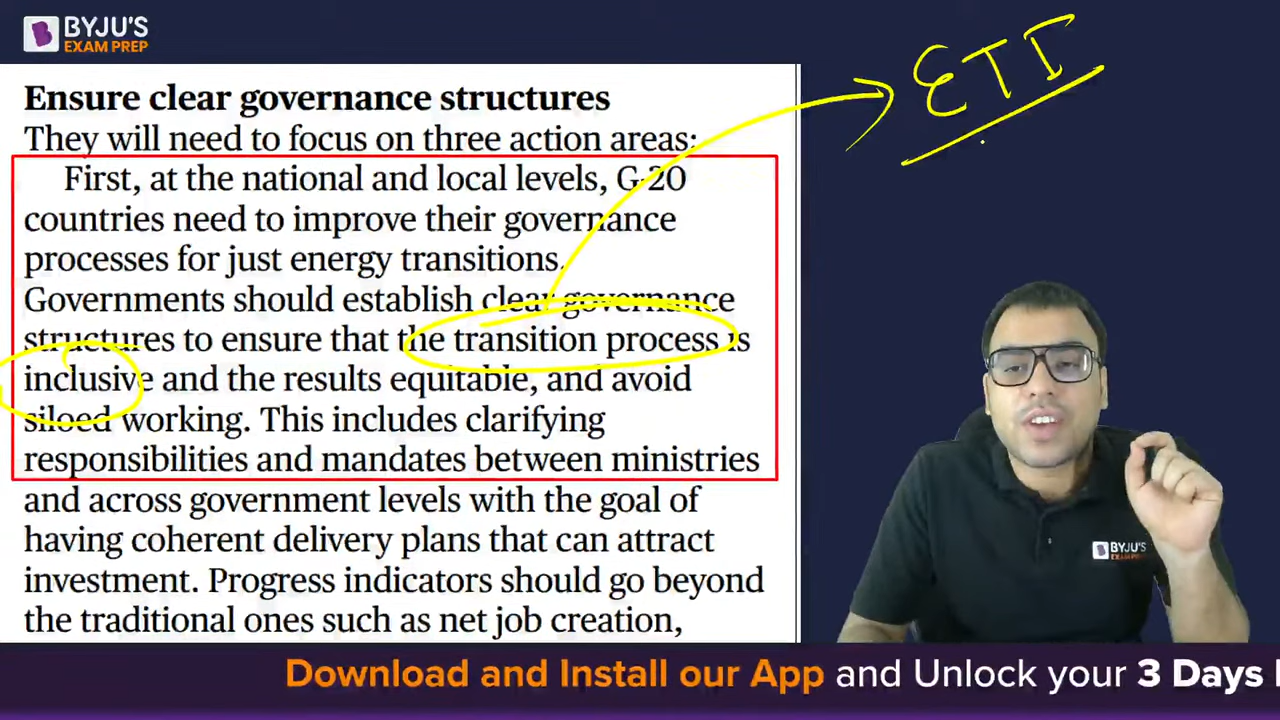 BYJU'S
EXAM PREP
ETI
Ensure clear governance structures
They will need to focus on three action areas:
First, at the national and local levels, G-20
countries need to improve their governance
processes for just energy transitions.
Governments should establish clear governance
structures to ensure that the transition process is
inclusive and the results equitable, and avoid
siloed working. This includes clarifying
responsibilities and mandates between ministries
and across government levels with the goal of
having coherent delivery plans that can attract
investment. Progress indicators should go beyond
the traditional ones such as net job creation,
BYJU'S
EXAM PREP
Download and Install our App and Unlock your 3 Days